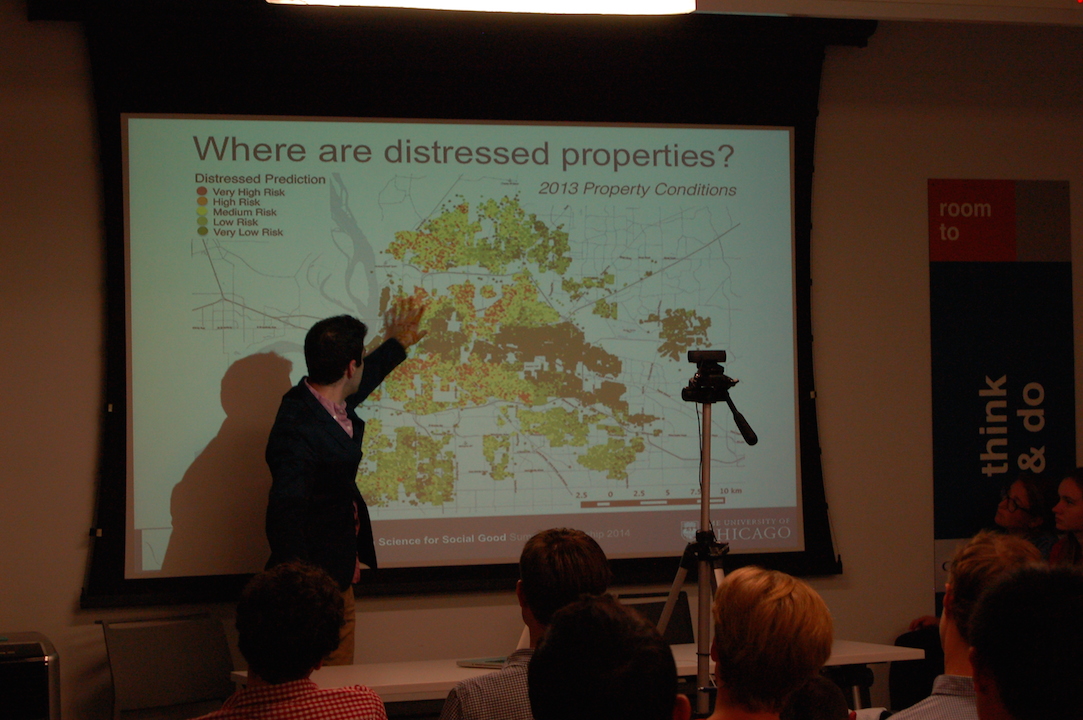 Where are distressed properties?
2013 Property Conditions
Distressed Prediction
Very High Risk
High Risk
Medium Risk
Low Risk
Very Low Risk
2.5 0 2.5 5 7.5 10 km
Science for Social Good
2014
THE UNIVERSITY OF
CHICAGO
room
to
think
& do